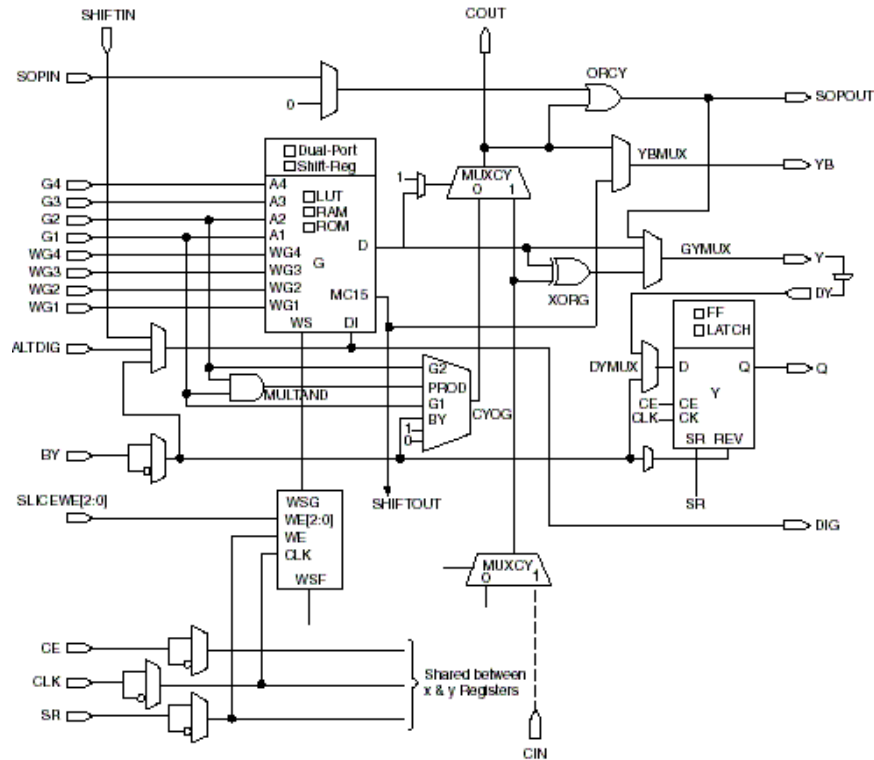 SHIFTIN
COUT
SOPIN
ORCY
0
SOPOUT
Dual-Port
Shift-Reg
YBMUX
YB
1
MUXCY
0 1
G4
G3
G2
G1
WG4
WG3
WG2
WG1
A4
A3
A2
A1
WG4
WG3
WG2
WG1
LUT
RAM
ROM
G
D
MC15
WS
DI
GYMUX
Y
XORG
DY
FF
LATCH
ALTDIG
DYMUX
D
Q
Q
Y
CE
CLK
CE
CK
SR
REV
G2
PROD
G1
BY
1
0
CYOG
MULTAND
BY
SHIFTOUT
SR
SLICEWE[2:0]
WSG
WE[2:0]
WE
CLK
WSF
DIG
MUXCY
0 1
CE
CLK
SR
Shared between
x & y Registers
CIN